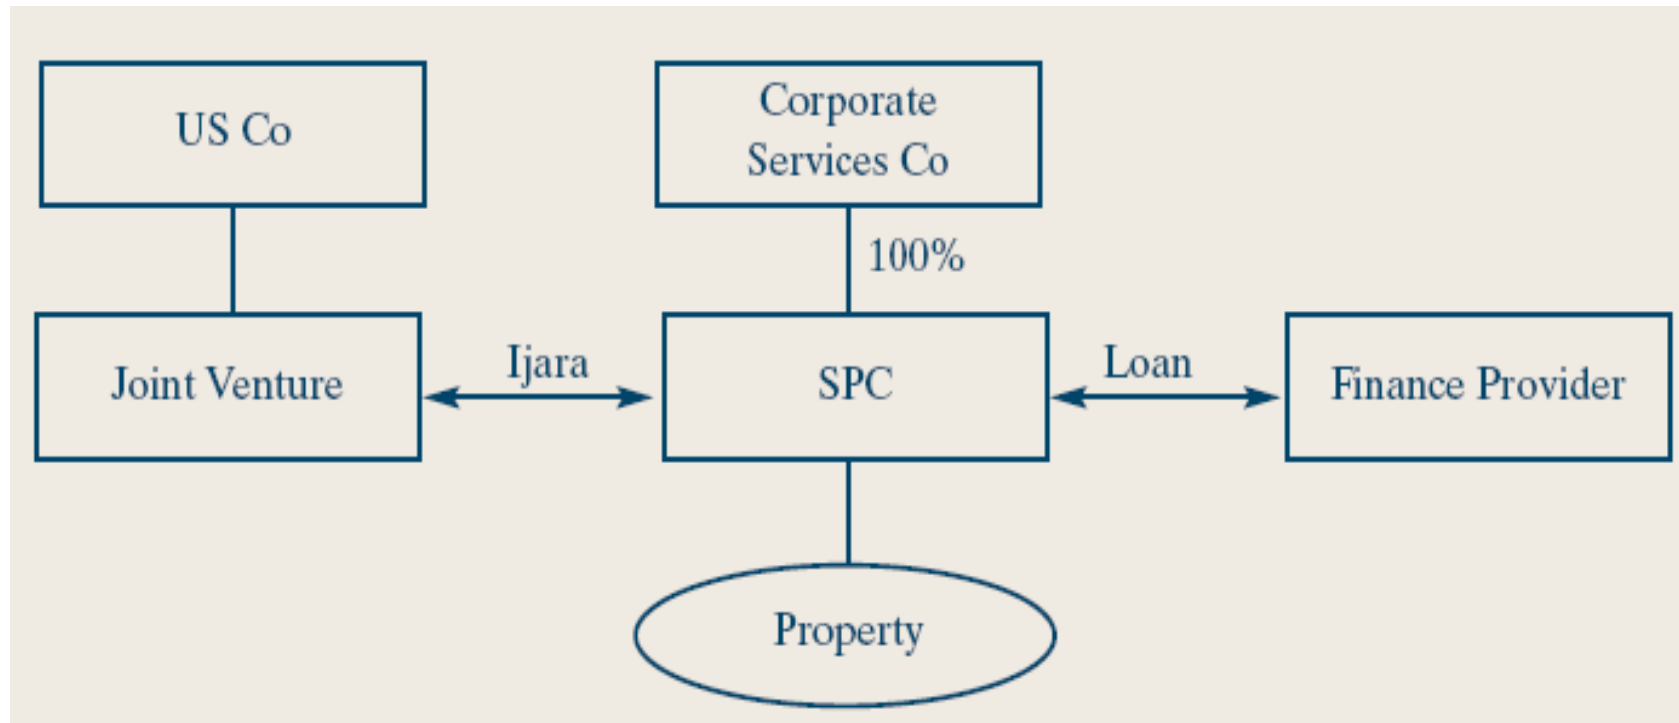 US Co
Corporate
Services Co
100%
Joint Venture
Ijara
SPC
Loan
Finance Provider
Property